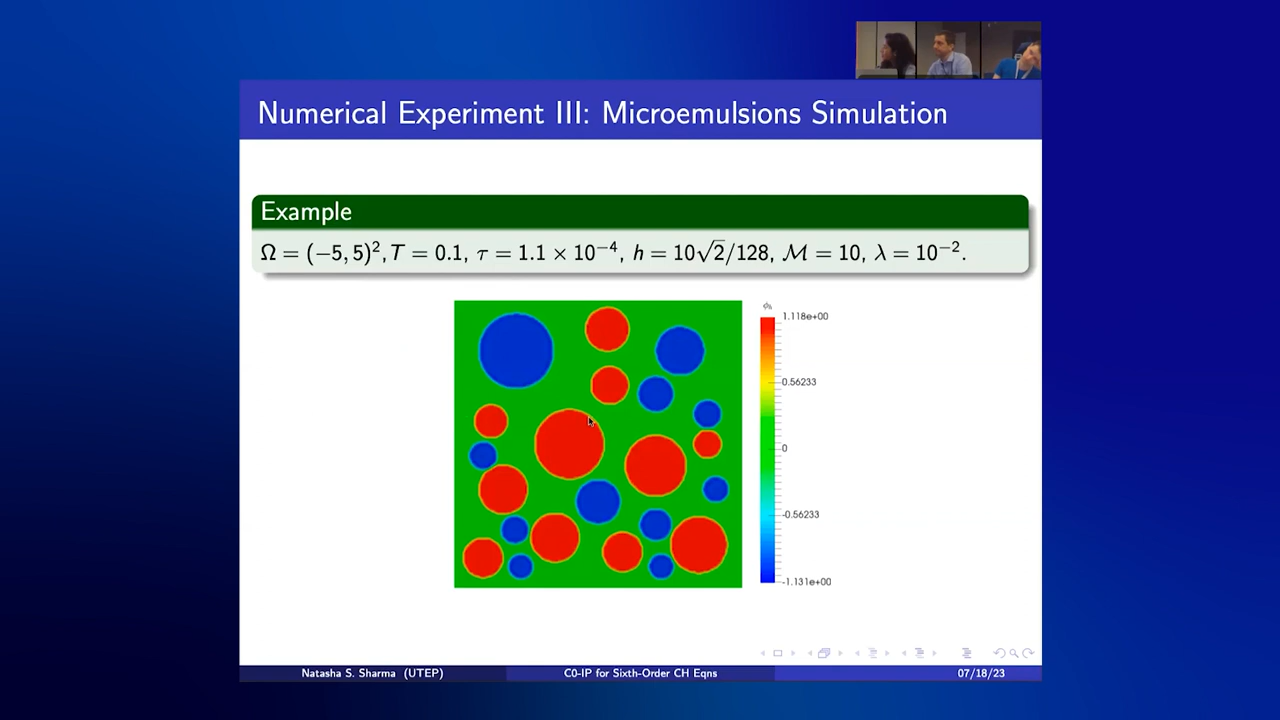 Numerical Experiment III: Microemulsions Simulation
Example
Ω = (−5, 5)², T = 0.1, τ = 1.1 × 10⁻⁴, h = 10√2/128, ℳ = 10, λ = 10⁻².
ϕₕ
1.118e+00
0.56233
0
-0.56233
-1.131e+00
Natasha S. Sharma (UTEP) C0-IP for Sixth-Order CH Eqns 07/18/23